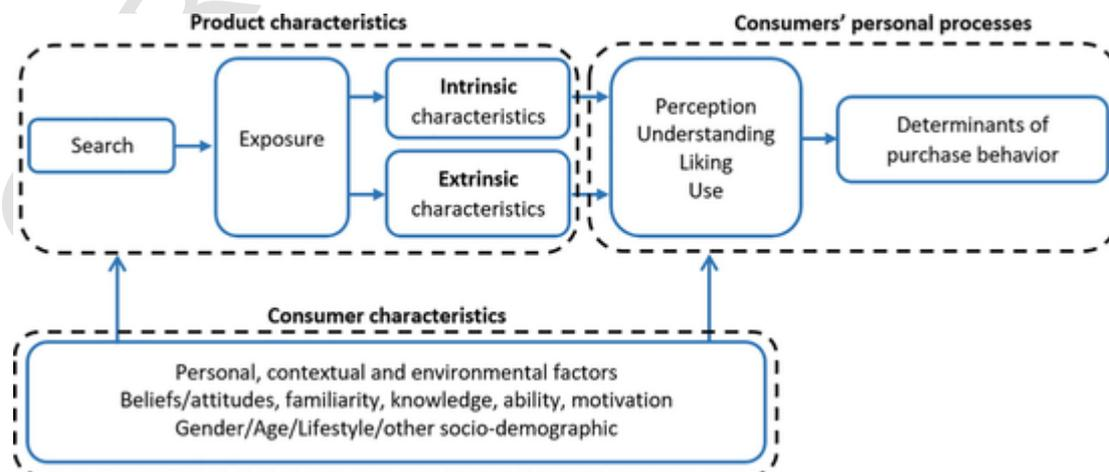 Product characteristics
Consumers’ personal processes
Search
Exposure
Intrinsic
characteristics
Extrinsic
characteristics
Perception
Understanding
Liking
Use
Determinants of
purchase behavior
Consumer characteristics
Personal, contextual and environmental factors
Beliefs/attitudes, familiarity, knowledge, ability, motivation
Gender/Age/Lifestyle/other socio-demographic